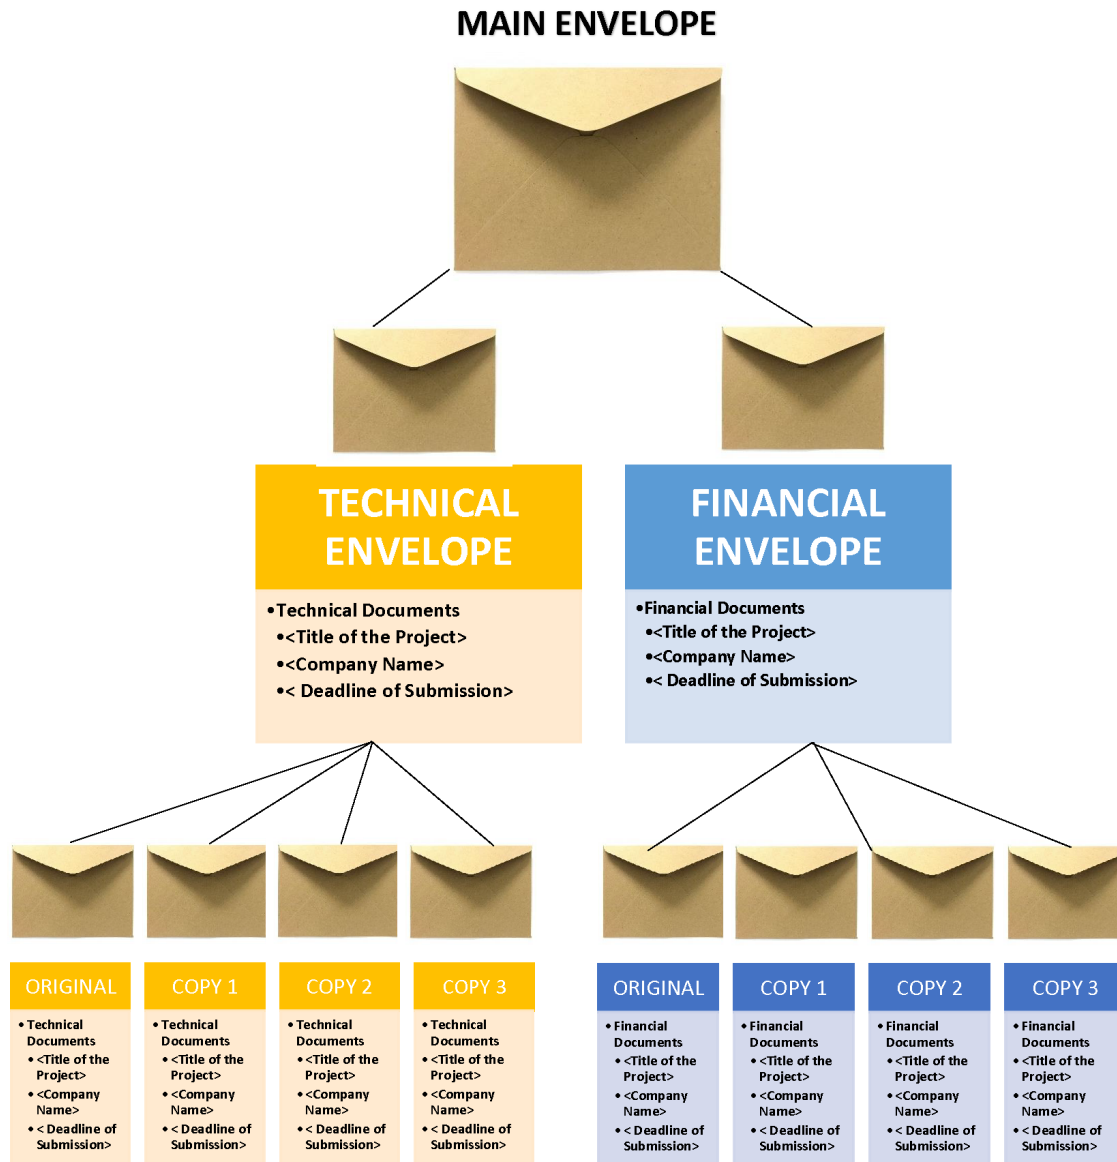 MAIN ENVELOPE
TECHNICAL
ENVELOPE
•Technical Documents
•<Title of the Project>
•<Company Name>
•< Deadline of Submission>
FINANCIAL
ENVELOPE
•Financial Documents
•<Title of the Project>
•<Company Name>
•< Deadline of Submission>
ORIGINAL
• Technical
Documents
• <Title of the
Project>
• <Company
Name>
• < Deadline of
Submission>
COPY 1
• Technical
Documents
• <Title of the
Project>
• <Company
Name>
• < Deadline of
Submission>
COPY 2
• Technical
Documents
• <Title of the
Project>
• <Company
Name>
• < Deadline of
Submission>
COPY 3
• Technical
Documents
• <Title of the
Project>
• <Company
Name>
• < Deadline of
Submission>
ORIGINAL
• Financial
Documents
• <Title of the
Project>
• <Company
Name>
• < Deadline of
Submission>
COPY 1
• Financial
Documents
• <Title of the
Project>
• <Company
Name>
• < Deadline of
Submission>
COPY 2
• Financial
Documents
• <Title of the
Project>
• <Company
Name>
• < Deadline of
Submission>
COPY 3
• Financial
Documents
• <Title of the
Project>
• <Company
Name>
• < Deadline of
Submission>